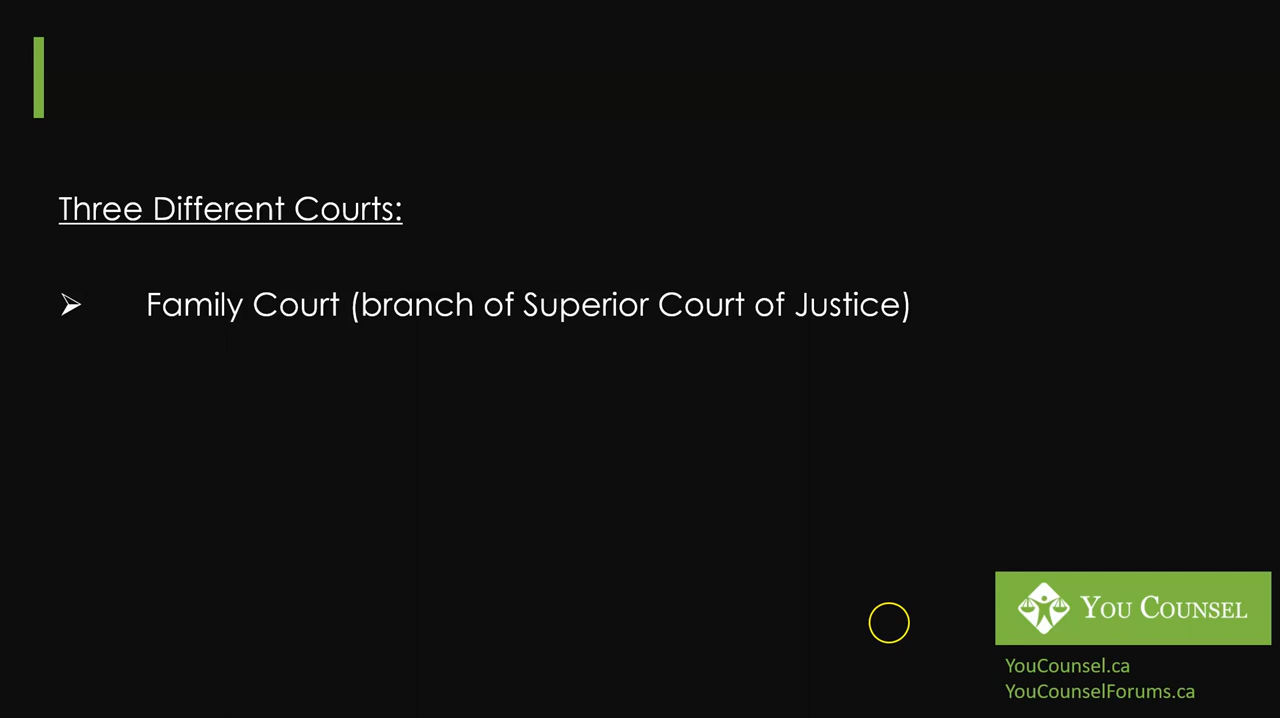 Three Different Courts:
Family Court (branch of Superior Court of Justice)
YOU COUNSEL
YouCounsel.ca
YouCounselForums.ca